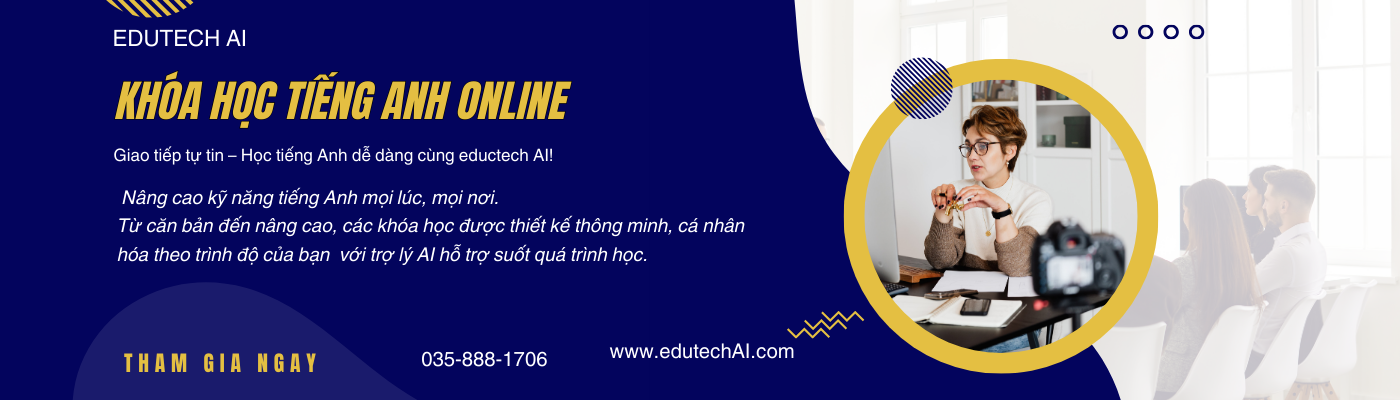 EDUTECH AI
KHÓA HỌC TIẾNG ANH ONLINE
Giao tiếp tự tin – Học tiếng Anh dễ dàng cùng eductech AI!
Nâng cao kỹ năng tiếng Anh mọi lúc, mọi nơi.
Từ căn bản đến nâng cao, các khóa học được thiết kế thông minh, cá nhân
hóa theo trình độ của bạn với trợ lý AI hỗ trợ suốt quá trình học.
THAM GIA NGAY
035-888-1706
www.edutechAI.com